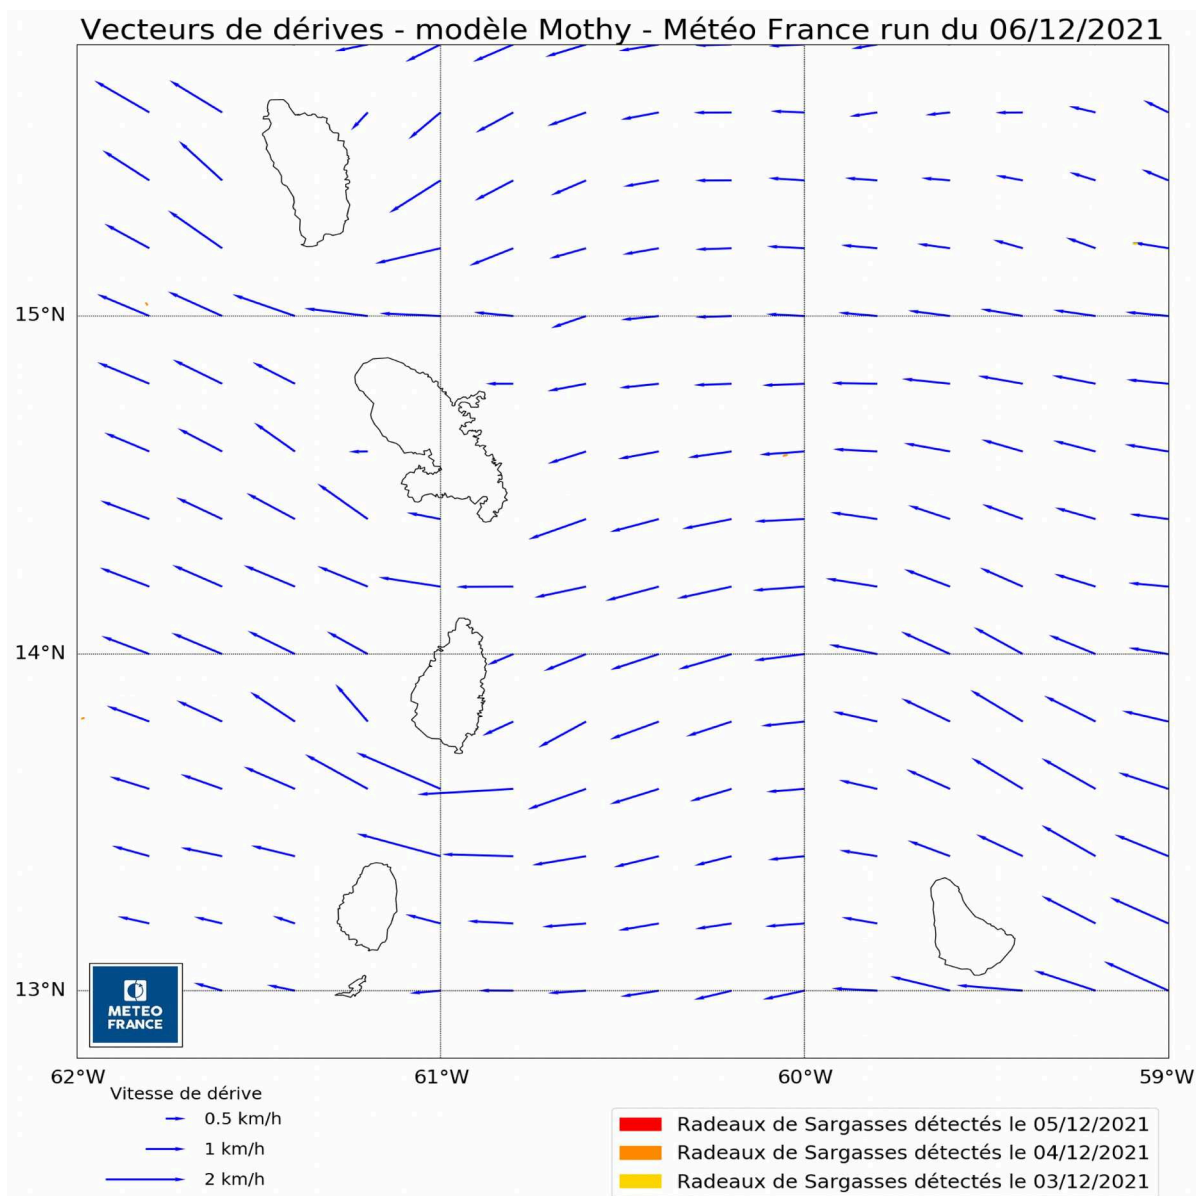 Vecteurs de dérives - modèle Mothy - Météo France run du 06/12/2021
15°N
14°N
13°N
METEO
FRANCE
62°W
61°W
60°W
59°W
Vitesse de dérive
0.5 km/h
1 km/h
2 km/h
Radeaux de Sargasses détectés le 05/12/2021
Radeaux de Sargasses détectés le 04/12/2021
Radeaux de Sargasses détectés le 03/12/2021